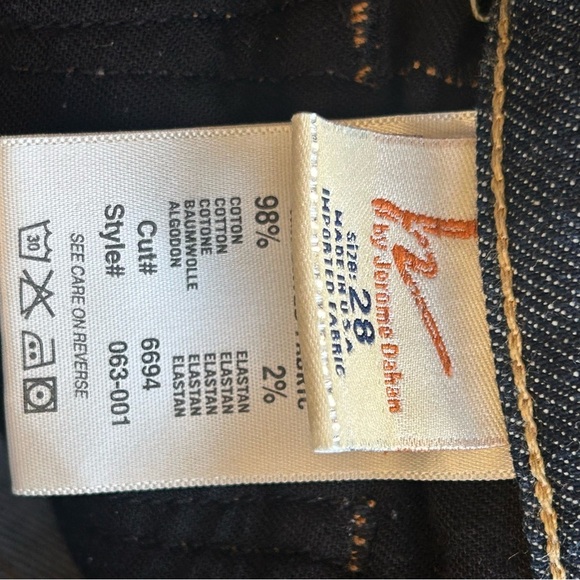 by Jerome Dahan
SIZE: 28
MADE IN U.S.A.
IMPORTED FABRIC
98% 2%
COTON ELASTAN
COTTON ELASTAN
COTONE ELASTAN
BAUMWOLLE ELASTAN
ALGODON ELASTAN
Cut# 6694
Style# 063-001
SEE CARE ON REVERSE
30